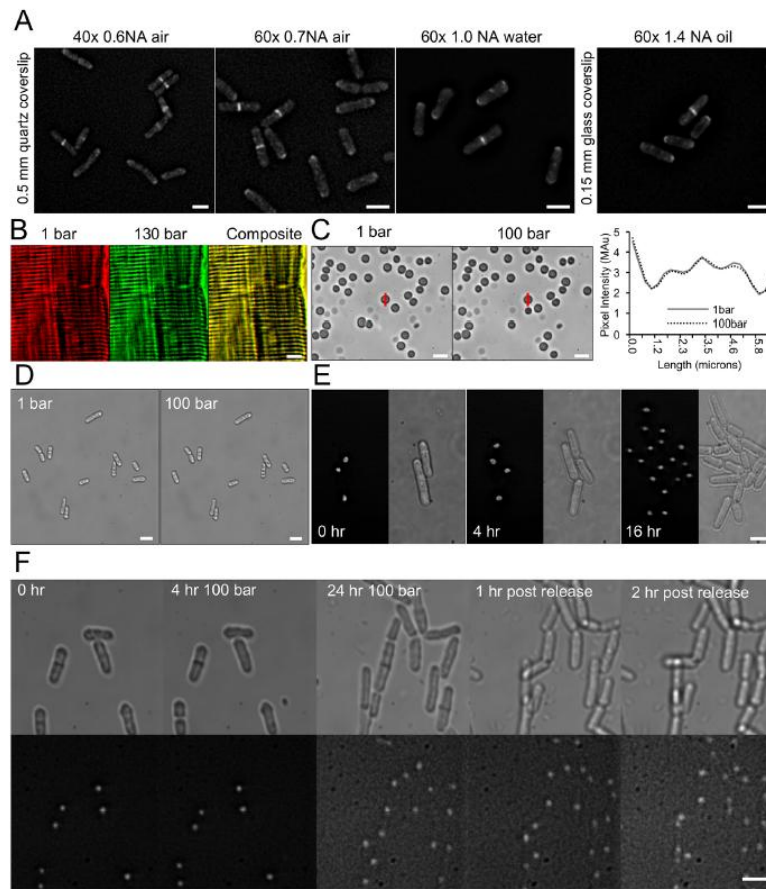 A
40x 0.6NA air 60x 0.7NA air 60x 1.0 NA water 60x 1.4 NA oil
0.5 mm quartz coverslip
0.15 mm glass coverslip
B
1 bar 130 bar Composite
C
1 bar 100 bar
Pixel Intensity (MAu)
5
4
3
2
1
0
1bar
100bar
0.0 1.2 2.3 3.5 4.6 5.8
Length (microns)
D
1 bar 100 bar
E
0 hr 4 hr 16 hr
F
0 hr 4 hr 100 bar 24 hr 100 bar 1 hr post release 2 hr post release